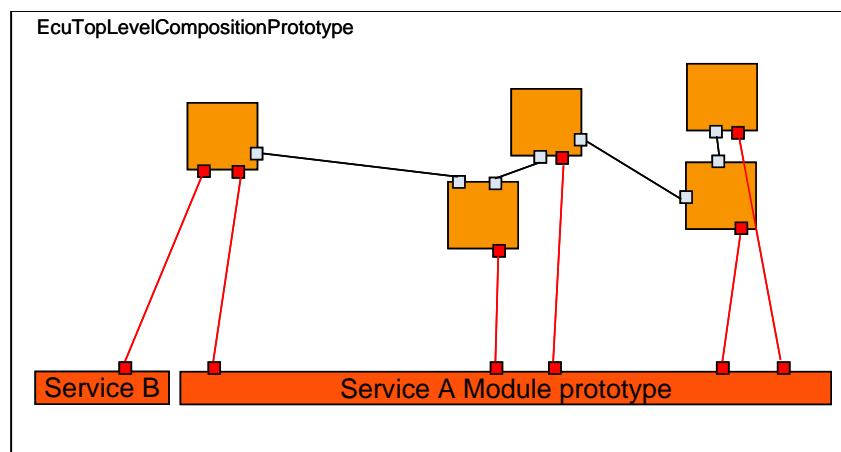 EcuTopLevelCompositionPrototype
Service B
Service A Module prototype